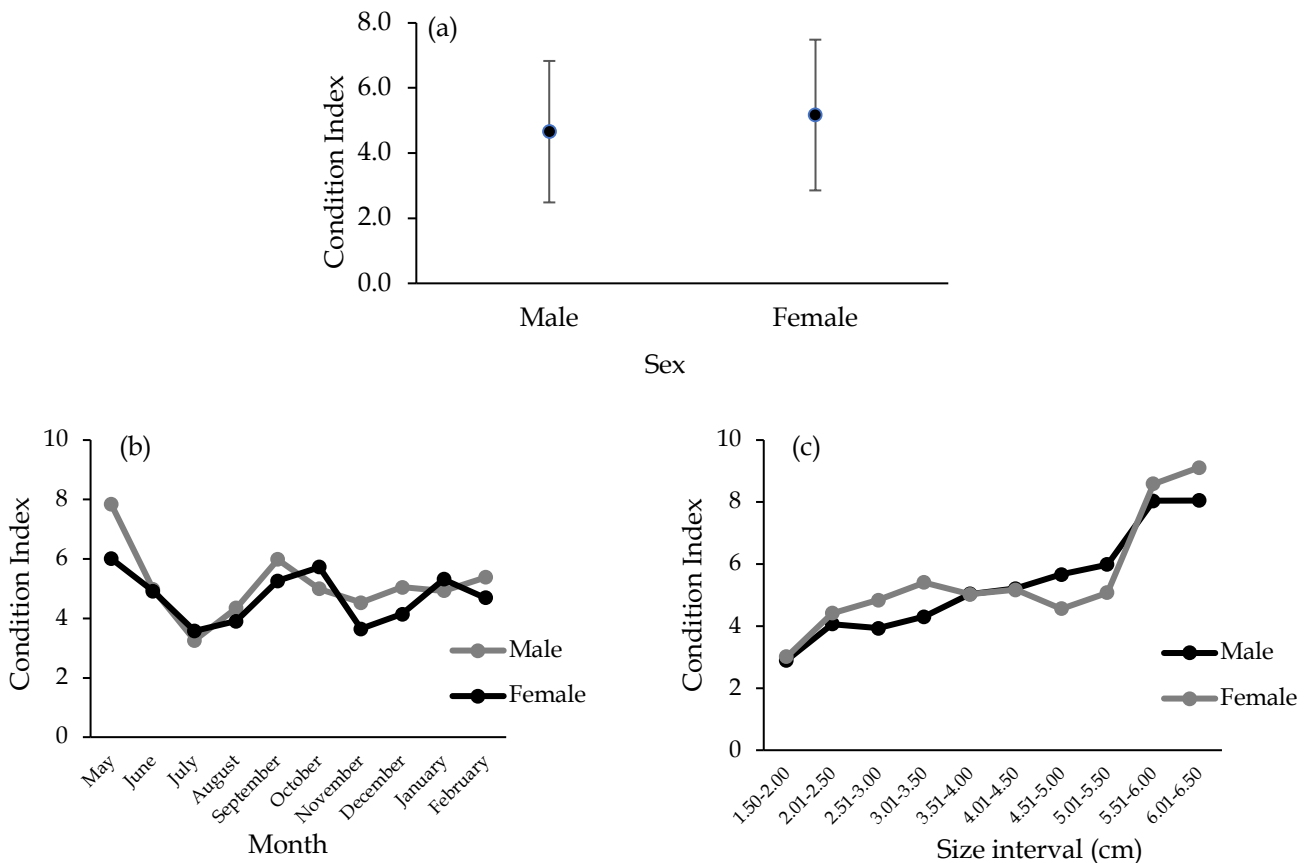 (a)
8.0
6.0
4.0
2.0
0.0
Condition Index
Male Female
Sex
(b)
10
8
6
4
2
0
Condition Index
Male
Female
May June July August September October November December January February
Month
(c)
10
8
6
4
2
0
Condition Index
Male
Female
1.50-2.00 2.01-2.50 2.51-3.00 3.01-3.50 3.51-4.00 4.01-4.50 4.51-5.00 5.01-5.50 5.51-6.00 6.01-6.50
Size interval (cm)